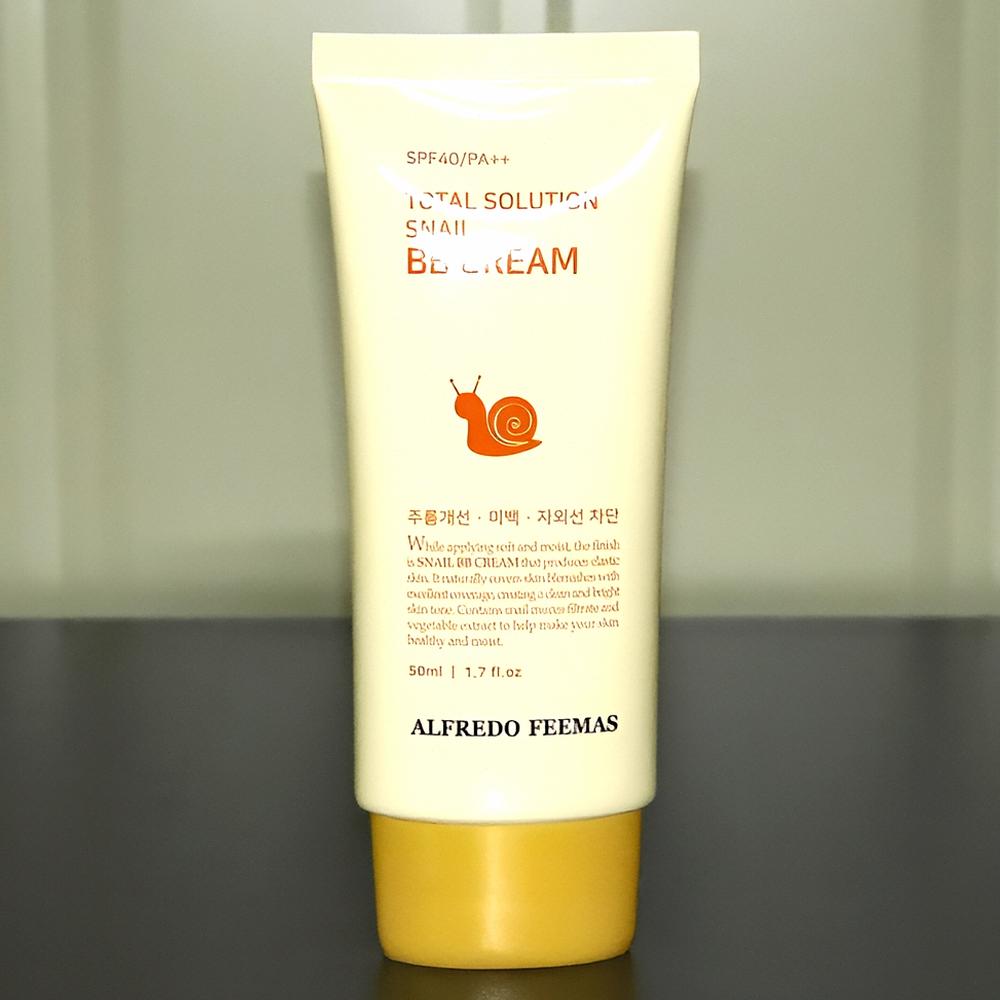 SPF40/PA++
TOTAL SOLUTION
SNAIL
BB CREAM
주름개선 · 미백 · 자외선 차단
While applying soft and moist, the finish
is SNAIL BB CREAM that produces elastic
skin. It naturally covers skin blemishes with
excellent coverage, creating a clean and bright
skin tone. Contains snail mucus filtrate and
vegetable extract to help make your skin
healthy and moist.
50ml | 1.7 fl.oz
ALFREDO FEEMAS